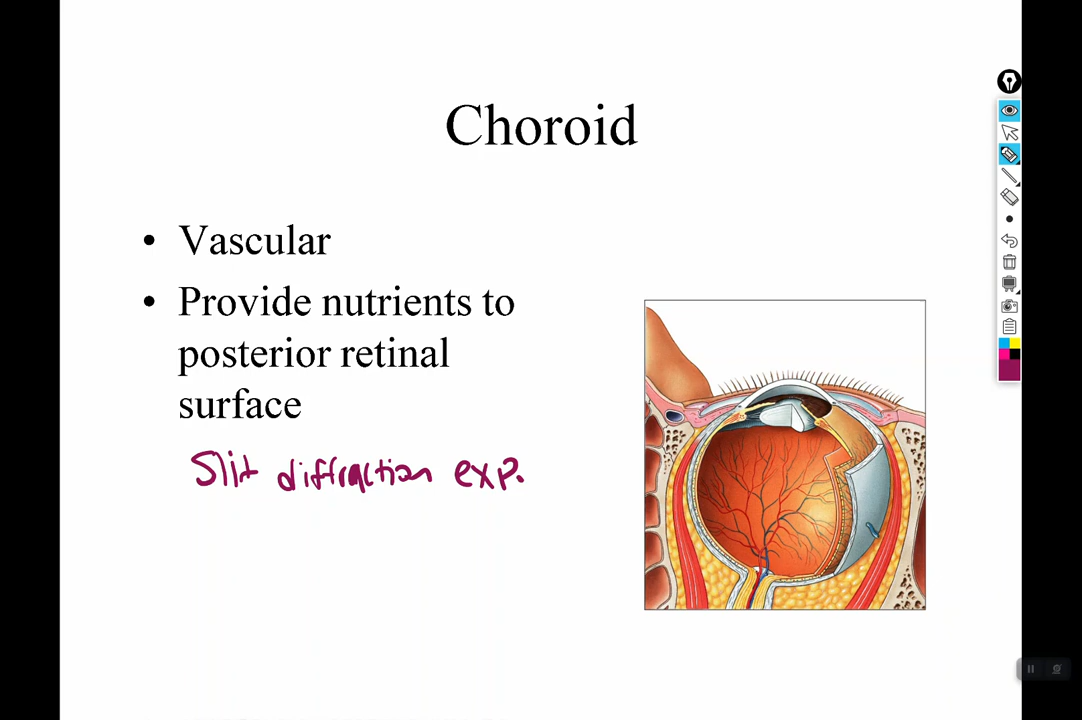 Choroid
• Vascular
• Provide nutrients to
posterior retinal
surface
Slit diffraction exp.